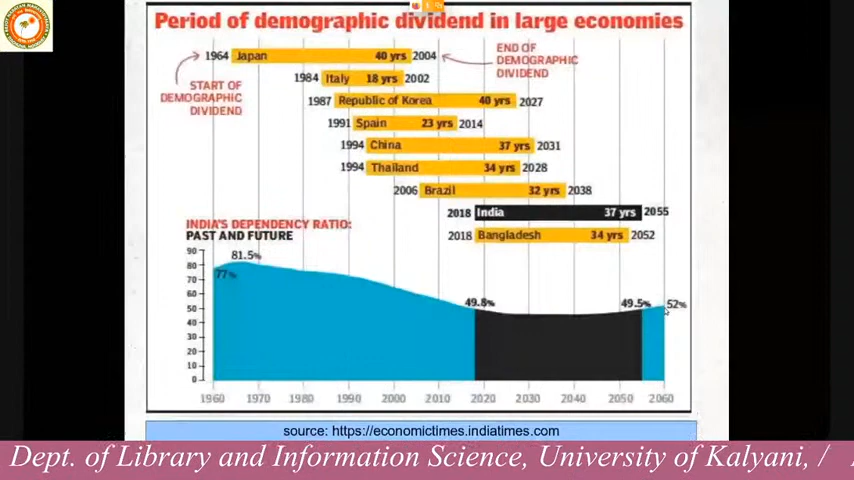 Period of demographic dividend in large economies
1964 Japan 40 yrs 2004
END OF
DEMOGRAPHIC
DIVIDEND
START OF
DEMOGRAPHIC
DIVIDEND
1984 Italy 18 yrs 2002
1987 Republic of Korea 40 yrs 2027
1991 Spain 23 yrs 2014
1994 China 37 yrs 2031
1994 Thailand 34 yrs 2028
2006 Brazil 32 yrs 2038
2018 India 37 yrs 2055
2018 Bangladesh 34 yrs 2052
INDIA'S DEPENDENCY RATIO:
PAST AND FUTURE
90
80
70
60
50
40
30
20
10
0
81.5%
77%
49.8%
49.5%
52%
1960 1970 1980 1990 2000 2010 2020 2030 2040 2050 2060
source: https://economictimes.indiatimes.com
Dept. of Library and Information Science, University of Kalyani, /